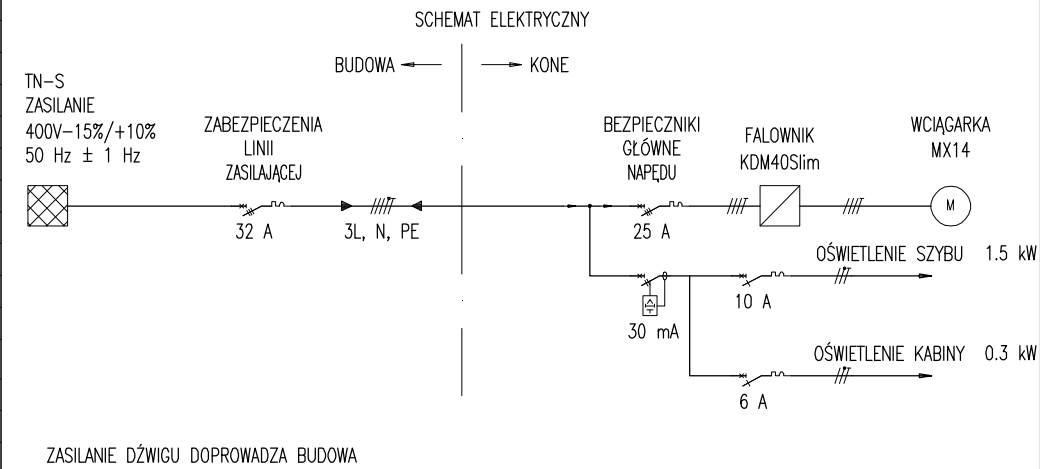 SCHEMAT ELEKTRYCZNY
BUDOWA
KONE
TN-S
ZASILANIE
400V-15%/+10%
50 Hz ± 1 Hz
ZABEZPIECZENIA
LINII
ZASILAJĄCEJ
32 A
3L, N, PE
BEZPIECZNIKI
GŁÓWNE
NAPĘDU
25 A
FALOWNIK
KDM40Slim
WCIĄGARKA
MX14
M
OŚWIETLENIE SZYBU 1.5 kW
10 A
30 mA
OŚWIETLENIE KABINY 0.3 kW
6 A
ZASILANIE DŹWIGU DOPROWADZA BUDOWA